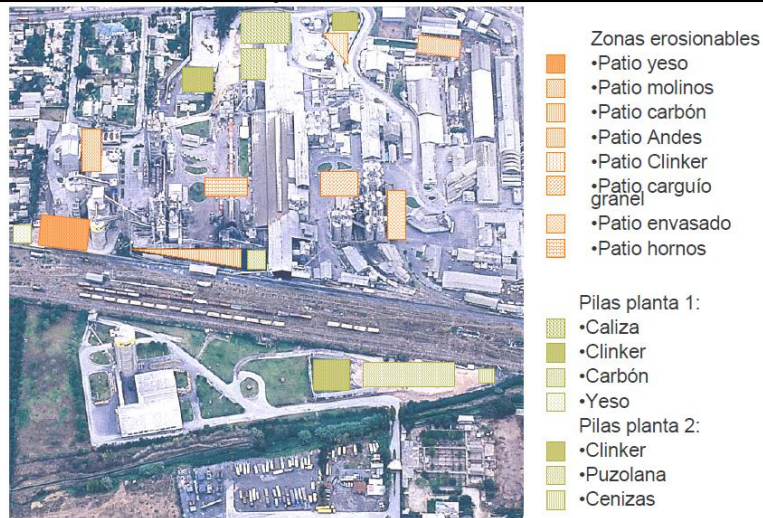 Zonas erosionables
•Patio yeso
•Patio molinos
•Patio carbón
•Patio Andes
•Patio Clinker
•Patio carguío
granel
•Patio envasado
•Patio hornos
Pilas planta 1:
•Caliza
•Clinker
•Carbón
•Yeso
Pilas planta 2:
•Clinker
•Puzolana
•Cenizas